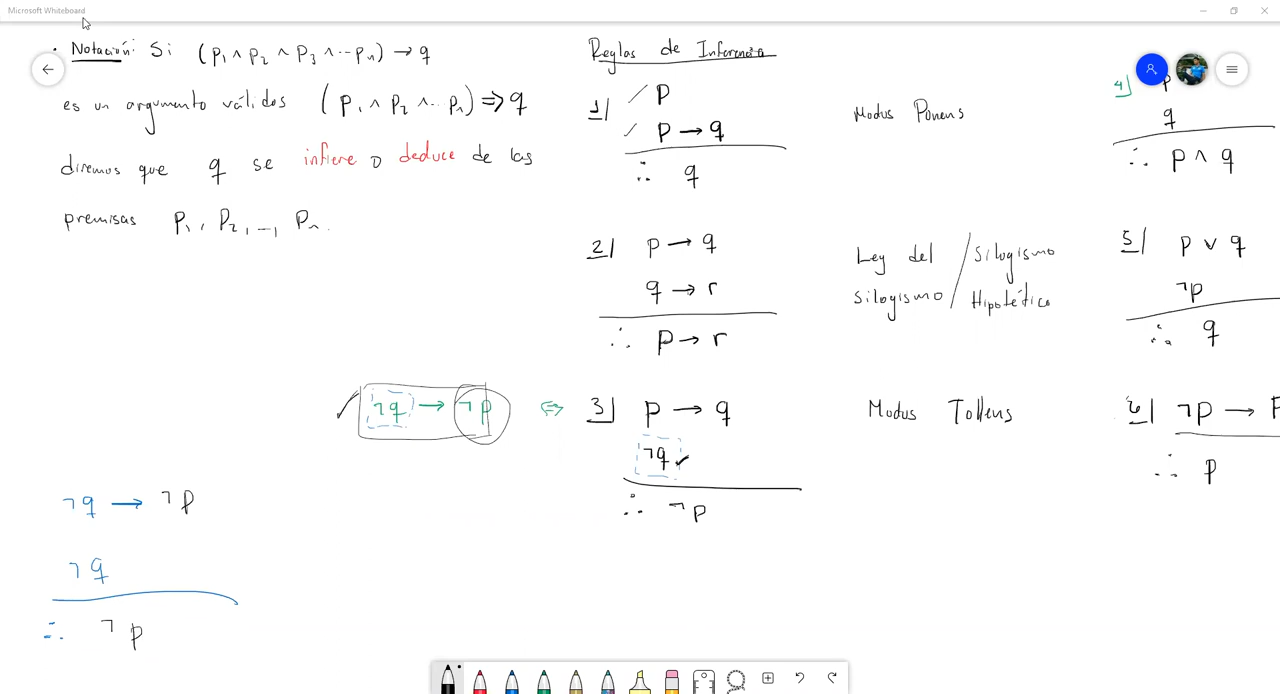 Microsoft Whiteboard
· Notación: Si (p₁ ∧ p₂ ∧ p₃ ∧ ... pₙ) → q
es un argumento válidos (p₁ ∧ p₂ ∧ ... pₙ) ⟹ q
diremos que q se infiere o deduce de las
premisas p₁, p₂, ..., pₙ.
¬q → ¬p ⇔
¬q → ¬p
¬q
∴ ¬p
Reglas de Inferencia
1) p
p → q
∴ q
Modus Ponens
2) p → q
q → r
∴ p → r
Ley del / Silogismo
Silogismo / Hipotético
3) p → q
¬q
∴ ¬p
Modus Tollens
4) p
q
∴ p ∧ q
5) p ∨ q
¬p
∴ q
6) ¬p → F
∴ p